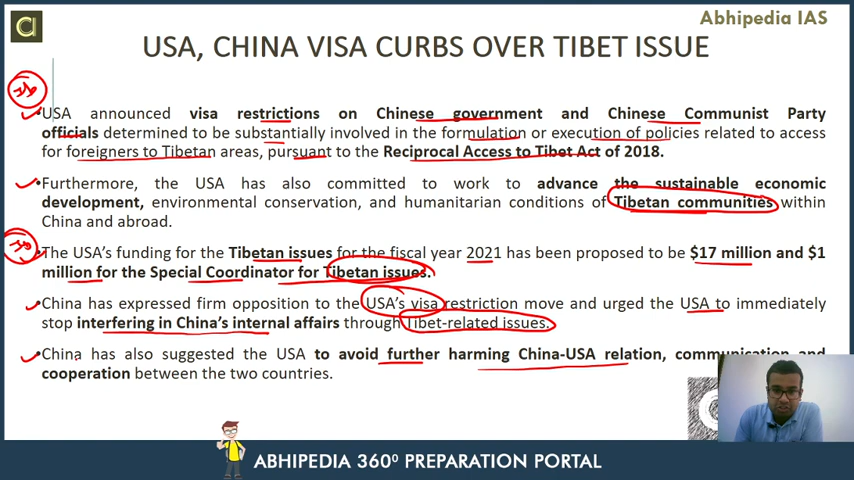 Abhipedia IAS
USA, CHINA VISA CURBS OVER TIBET ISSUE
• USA announced visa restrictions on Chinese government and Chinese Communist Party
officials determined to be substantially involved in the formulation or execution of policies related to access
for foreigners to Tibetan areas, pursuant to the Reciprocal Access to Tibet Act of 2018.
• Furthermore, the USA has also committed to work to advance the sustainable economic
development, environmental conservation, and humanitarian conditions of Tibetan communities within
China and abroad.
• The USA's funding for the Tibetan issues for the fiscal year 2021 has been proposed to be $17 million and $1
million for the Special Coordinator for Tibetan issues.
• China has expressed firm opposition to the USA's visa restriction move and urged the USA to immediately
stop interfering in China's internal affairs through Tibet-related issues.
• China has also suggested the USA to avoid further harming China-USA relation, communication and
cooperation between the two countries.
ISSU
ABHIPEDIA 360⁰ PREPARATION PORTAL